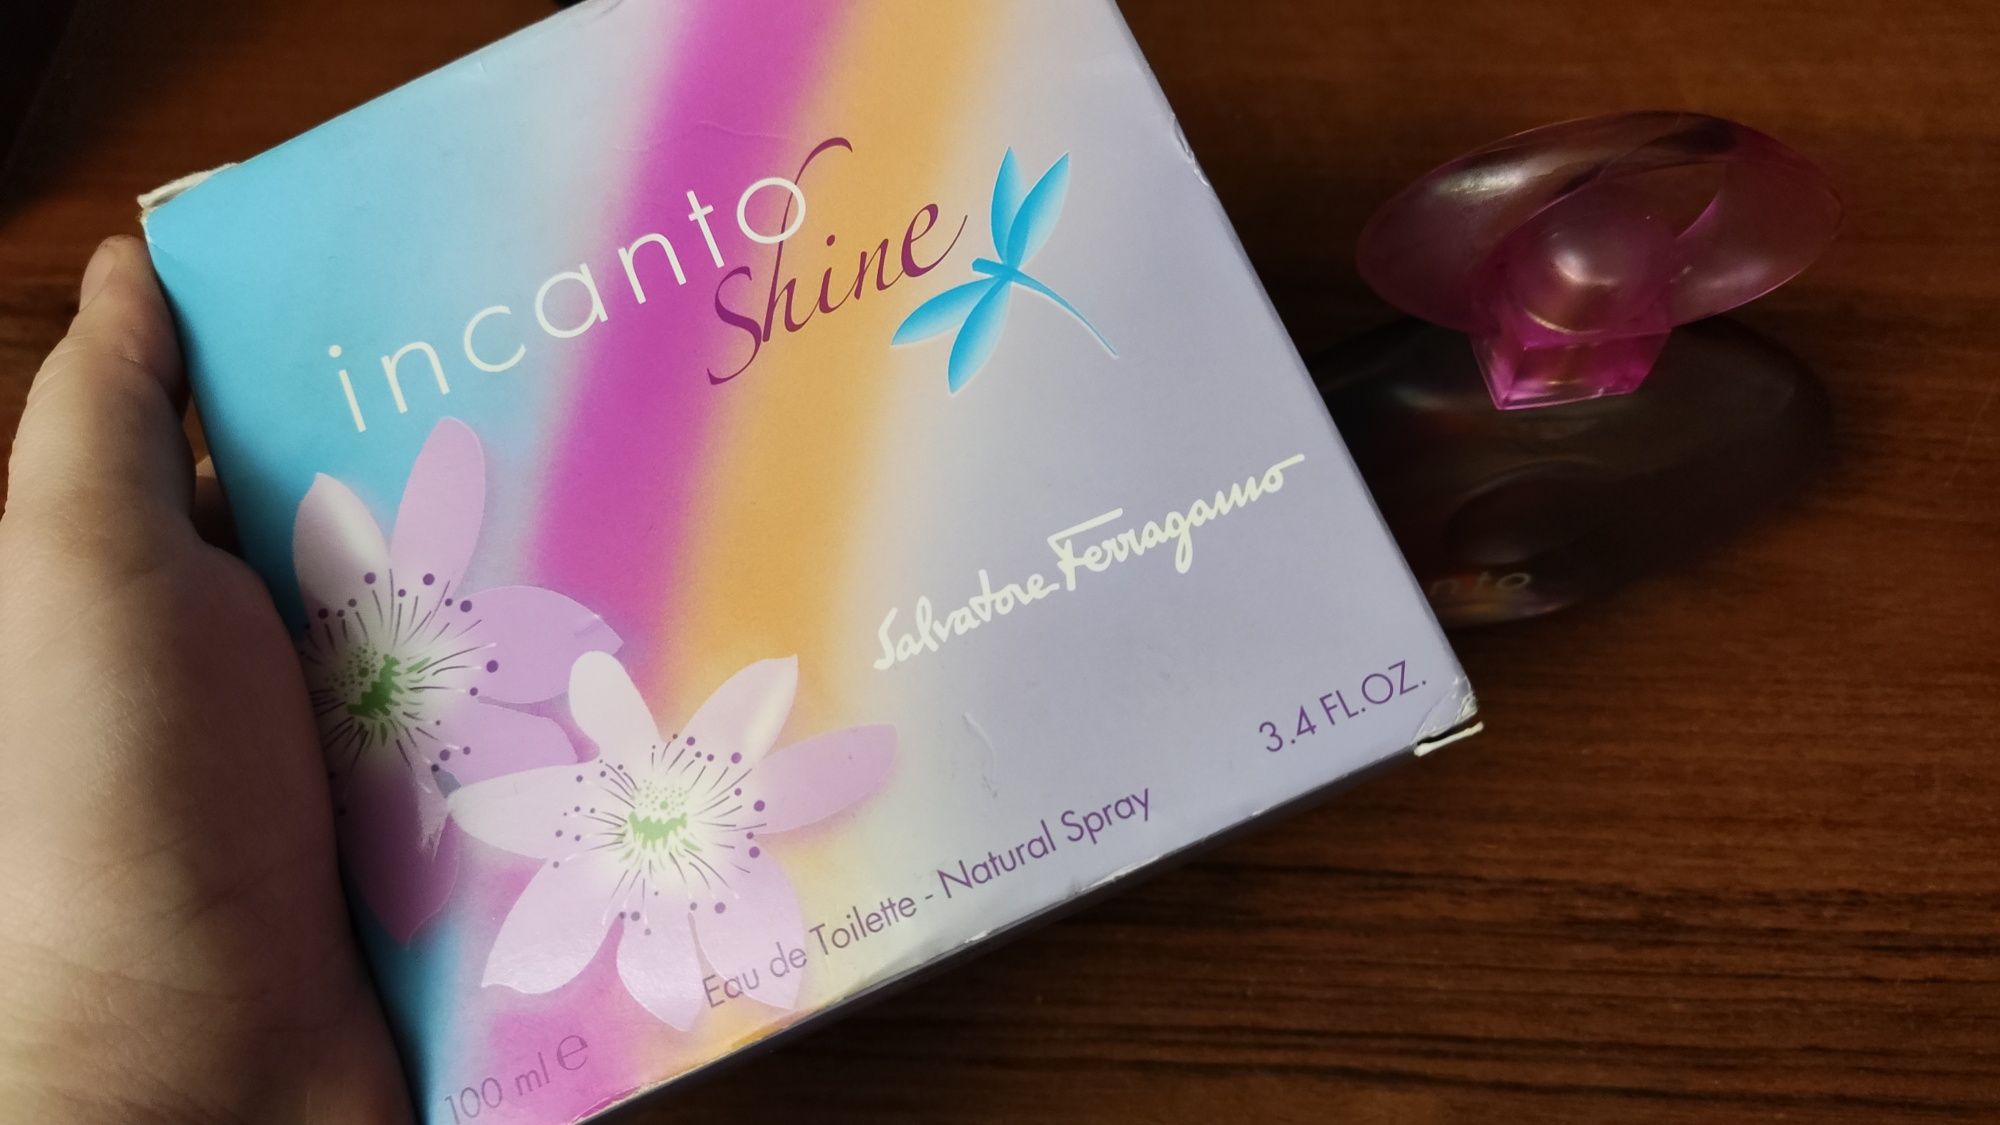 incanto
Shine
Salvatore Ferragamo
3.4 FL.OZ.
Eau de Toilette - Natural Spray
100 ml ℮